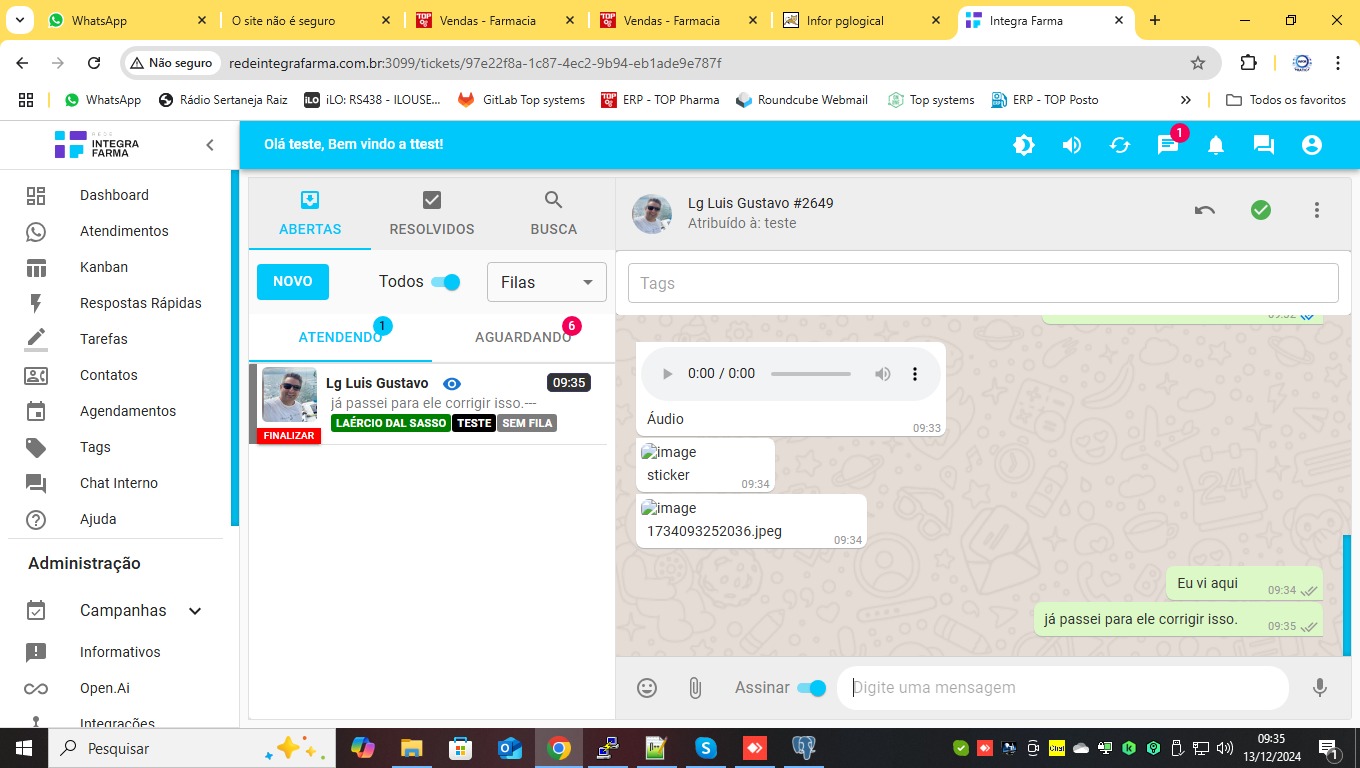 WhatsApp
O site não é seguro
Vendas - Farmacia
Vendas - Farmacia
Infor pglogical
Integra Farma
Não seguro
redeintegrafarma.com.br:3099/tickets/97e22f8a-1c87-4ec2-9b94-eb1ade9e787f
WhatsApp
Rádio Sertaneja Raiz
iLO: RS438 - ILOUSE...
GitLab Top systems
ERP - TOP Pharma
Roundcube Webmail
Top systems
ERP - TOP Posto
Todos os favoritos
REDE
INTEGRA
FARMA
Olá teste, Bem vindo a ttest!
1
Dashboard
Atendimentos
Kanban
Respostas Rápidas
Tarefas
Contatos
Agendamentos
Tags
Chat Interno
Ajuda
Administração
Campanhas
Informativos
Open.Ai
Integrações
ABERTAS
RESOLVIDOS
BUSCA
NOVO
Todos
Filas
ATENDENDO
1
AGUARDANDO
6
Lg Luis Gustavo
09:35
já passei para ele corrigir isso.---
LAÉRCIO DAL SASSO
TESTE
SEM FILA
FINALIZAR
Lg Luis Gustavo #2649
Atribuído à: teste
Tags
09:32
0:00 / 0:00
Áudio
09:33
image
sticker
09:34
image
1734093252036.jpeg
09:34
Eu vi aqui
09:34
já passei para ele corrigir isso.
09:35
Assinar
Digite uma mensagem
Pesquisar
09:35
13/12/2024
1